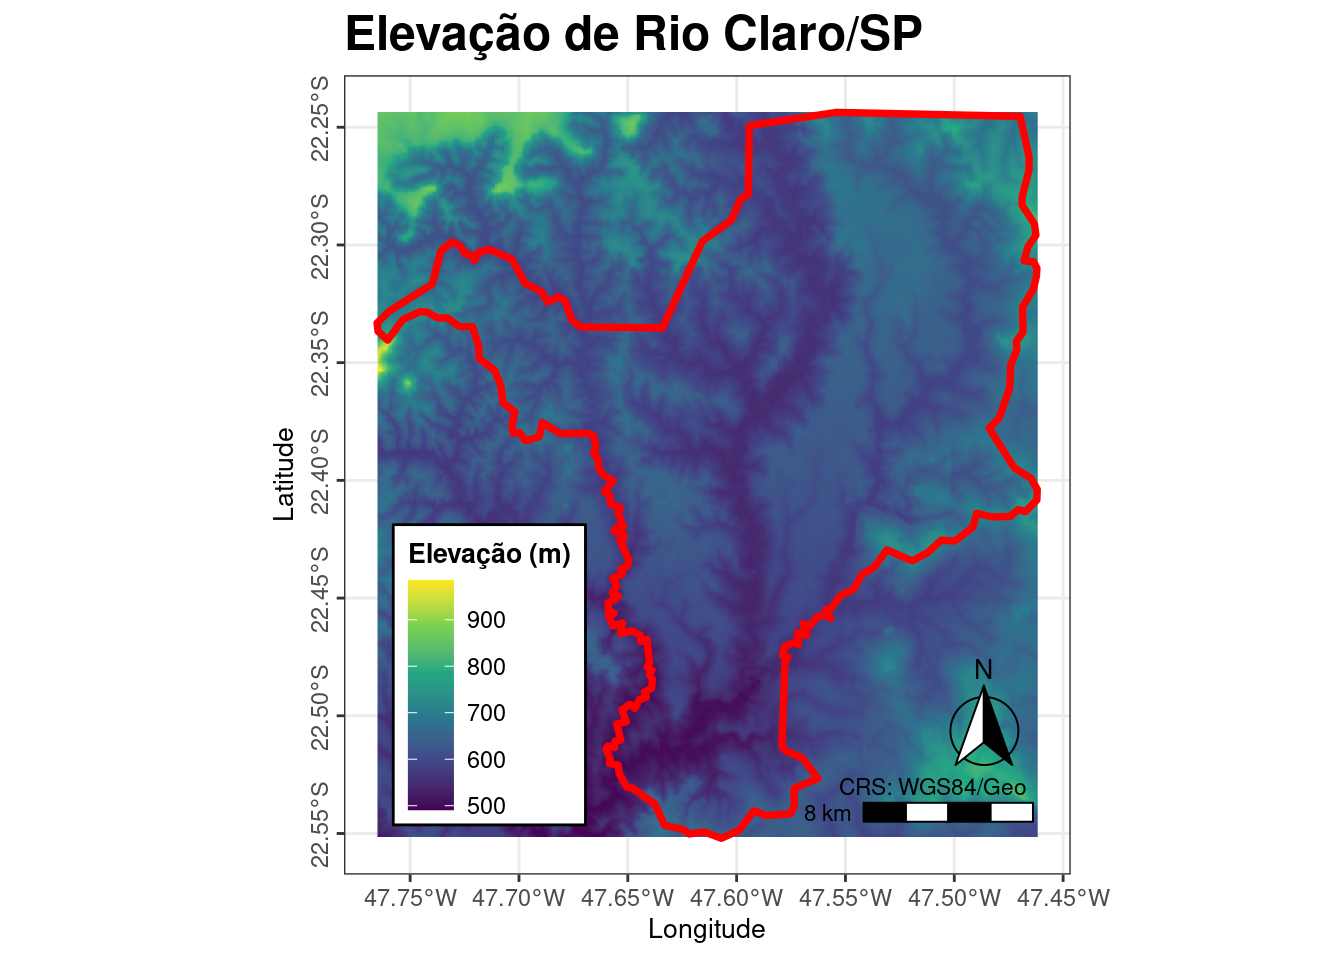 Elevação de Rio Claro/SP
22.25°S
22.30°S
22.35°S
22.40°S
22.45°S
22.50°S
22.55°S
Latitude
Elevação (m)
900
800
700
600
500
N
CRS: WGS84/Geo
8 km
47.75°W 47.70°W 47.65°W 47.60°W 47.55°W 47.50°W 47.45°W
Longitude